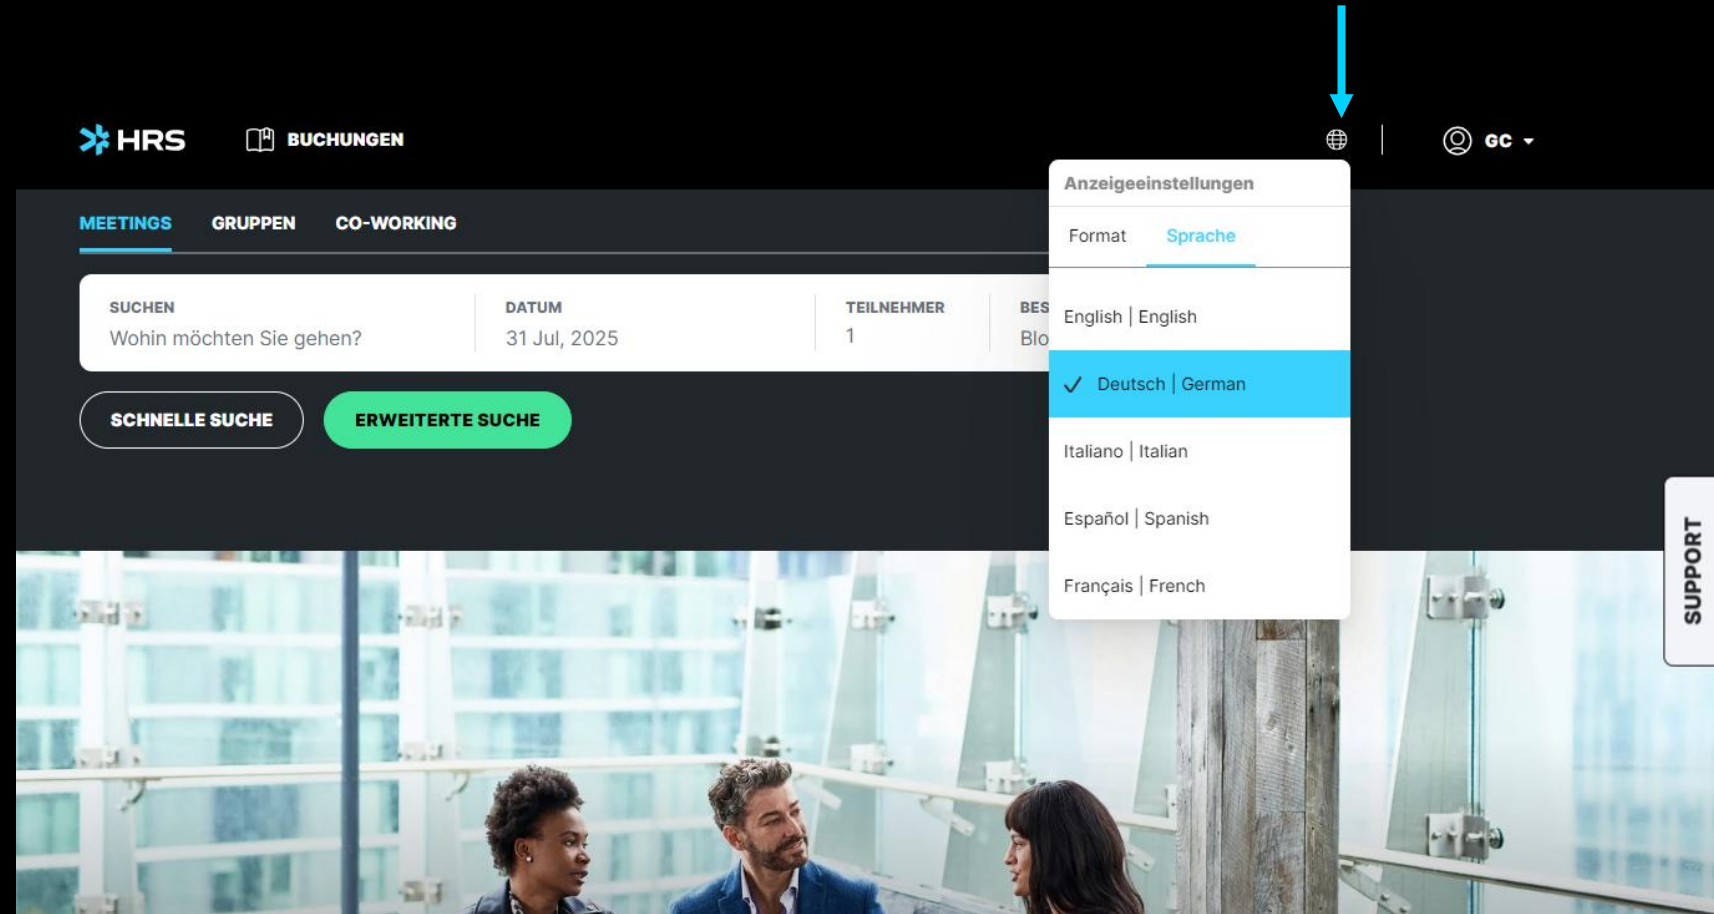 HRS
BUCHUNGEN
GC
Anzeigeeinstellungen
MEETINGS GRUPPEN CO-WORKING
Format Sprache
SUCHEN DATUM TEILNEHMER BES
Wohin möchten Sie gehen? 31 Jul, 2025 1 Blo
English | English
Deutsch | German
SCHNELLE SUCHE ERWEITERTE SUCHE
Italiano | Italian
Español | Spanish
Français | French
SUPPORT